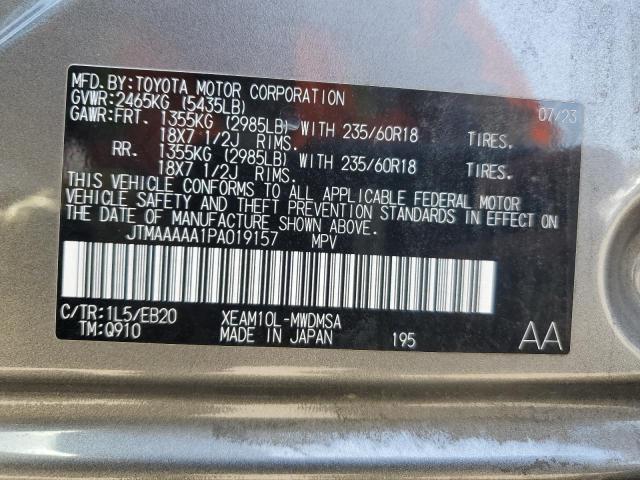 MFD.BY:TOYOTA MOTOR CORPORATION 07/23
GVWR:2465KG (5435LB)
GAWR:FRT. 1355KG (2985LB) WITH 235/60R18 TIRES.
18X7 1/2J RIMS.
RR. 1355KG (2985LB) WITH 235/60R18 TIRES.
18X7 1/2J RIMS.
THIS VEHICLE CONFORMS TO ALL APPLICABLE FEDERAL MOTOR
VEHICLE SAFETY AND THEFT PREVENTION STANDARDS IN EFFECT ON
THE DATE OF MANUFACTURE SHOWN ABOVE.
JTMAAAAA1PA019157 MPV
C/TR:1L5/EB20 XEAM10L-MWDMSA
TM:Q910 MADE IN JAPAN 195 AA